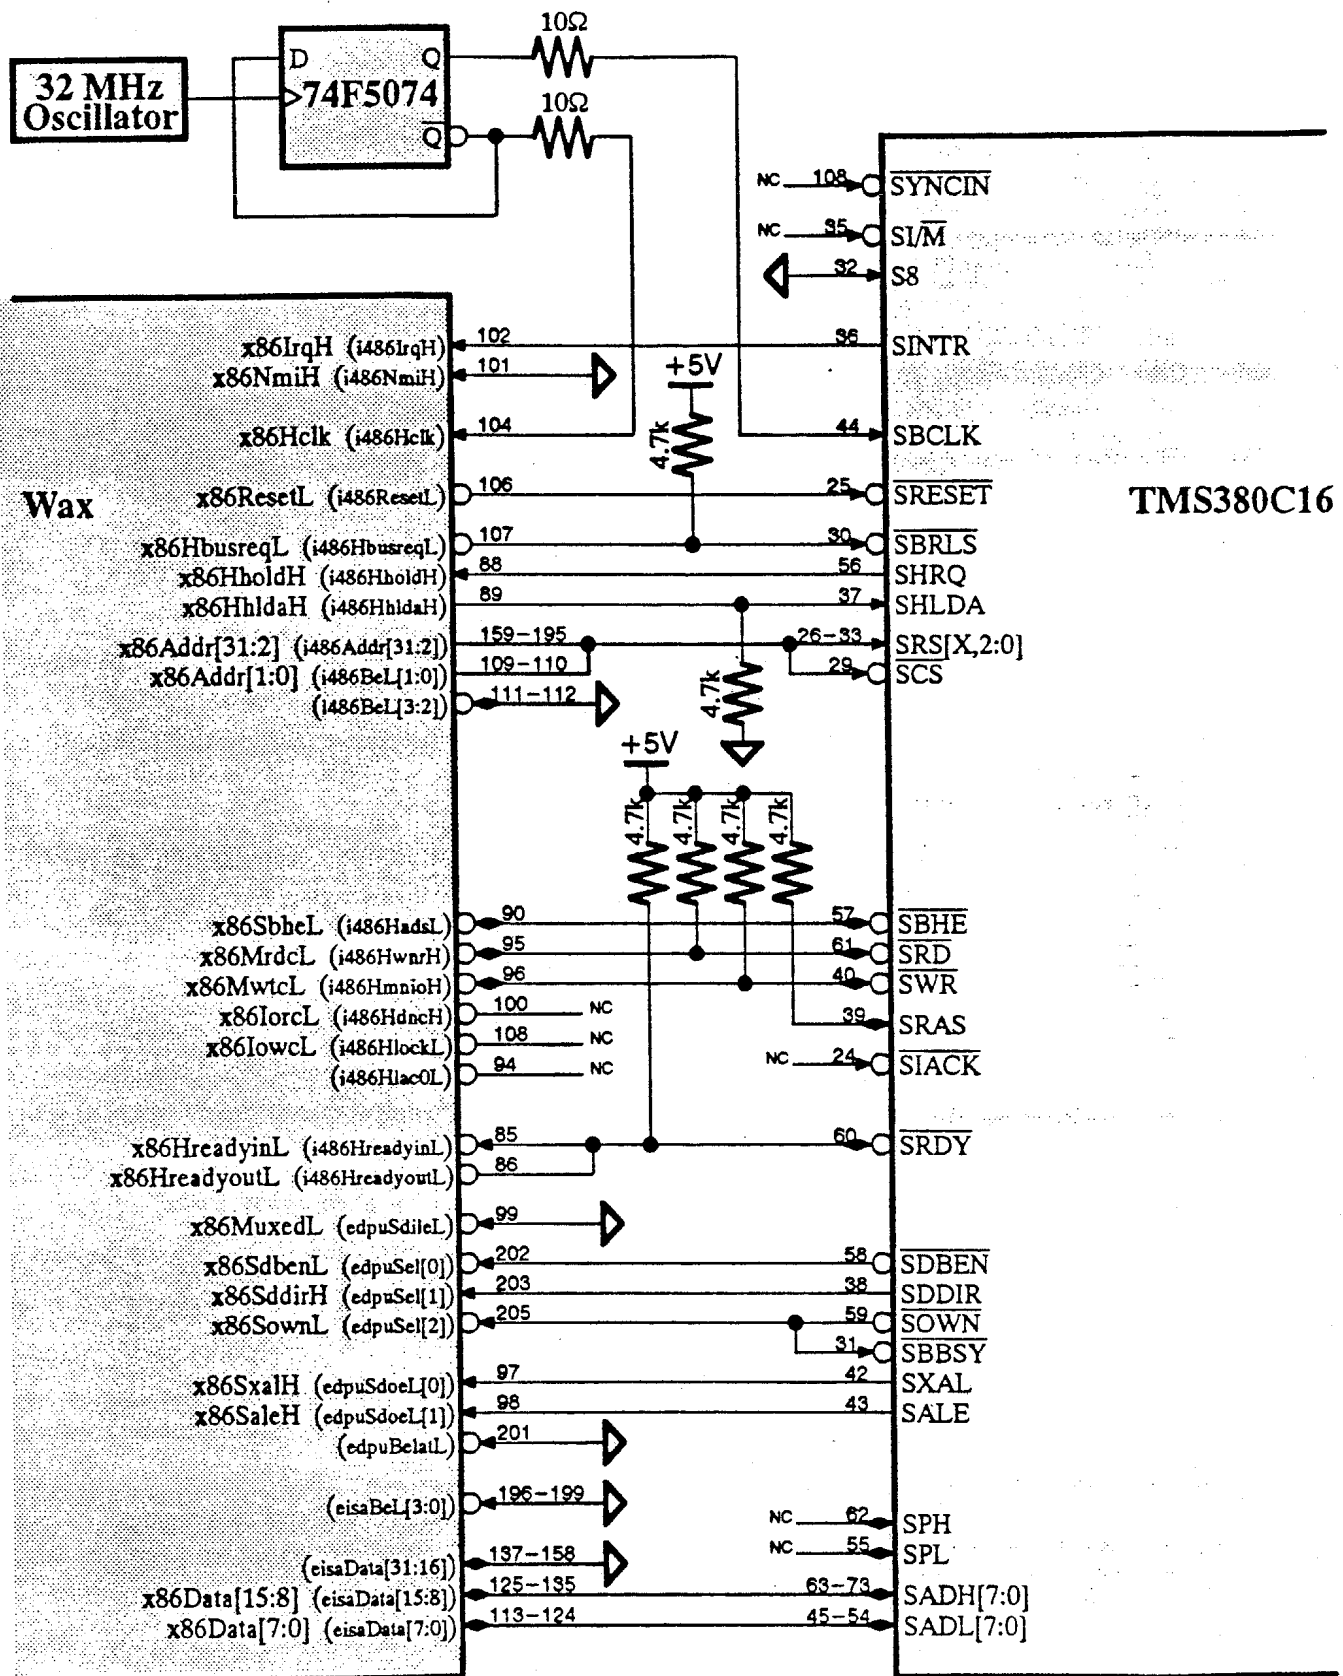 10Ω
D Q
32 MHz
Oscillator
74F5074
10Ω
Q
NC 108 SYNCIN
NC 35 SI/M
32 S8
x86IrqH (i486IrqH) 102 36 SINTR
x86NmiH (i486NmiH) 101
+5V
x86Hclk (i486Hclk) 104 44 SBCLK
4.7k
Wax
x86ResetL (i486ResetL) 106 25 SRESET
TMS380C16
x86HbusreqL (i486HbusreqL) 107 30 SBRLS
x86HholdH (i486HholdH) 88 56 SHRQ
x86HhldaH (i486HhldaH) 89 37 SHLDA
x86Addr[31:2] (i486Addr[31:2]) 159-195 26-33 SRS[X,2:0]
x86Addr[1:0] (i486BeL[1:0]) 109-110 29 SCS
(i486BeL[3:2]) 111-112
4.7k
+5V
4.7k 4.7k 4.7k 4.7k
x86SbheL (i486HadsL) 90 57 SBHE
x86MrdcL (i486HwnrH) 95 61 SRD
x86MwtcL (i486HmnioH) 96 40 SWR
x86IorcL (i486HdncH) 100 NC
39 SRAS
x86IowcL (i486HlockL) 108 NC
NC 24 SIACK
(i486Hlac0L) 94 NC
x86HreadyinL (i486HreadyinL) 85 60 SRDY
x86HreadyoutL (i486HreadyoutL) 86
x86MuxedL (edpuSdileL) 99
x86SdbenL (edpuSel[0]) 202 58 SDBEN
x86SddirH (edpuSel[1]) 203 38 SDDIR
x86SownL (edpuSel[2]) 205 59 SOWN
31 SBBSY
x86SxalH (edpuSdoeL[0]) 97 42 SXAL
x86SaleH (edpuSdoeL[1]) 98 43 SALE
(edpuBelatL) 201
(eisaBeL[3:0]) 196-199
NC 62 SPH
NC 55 SPL
(eisaData[31:16]) 137-158
x86Data[15:8] (eisaData[15:8]) 125-135 63-73 SADH[7:0]
x86Data[7:0] (eisaData[7:0]) 113-124 45-54 SADL[7:0]